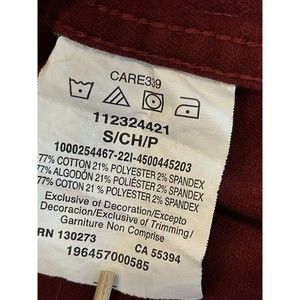 CARE339
112324421
S/CH/P
1000254467-22I-4500445203
77% COTTON 21% POLYESTER 2% SPANDEX
77% ALGODÓN 21% POLIÉSTER 2% SPANDEX
77% COTON 21% POLYESTER 2% SPANDEX
Exclusive of Decoration/Excepto
Decoracion/Exclusive of Trimming/
Garniture Non Comprise
RN 130273 CA 55394
196457000585